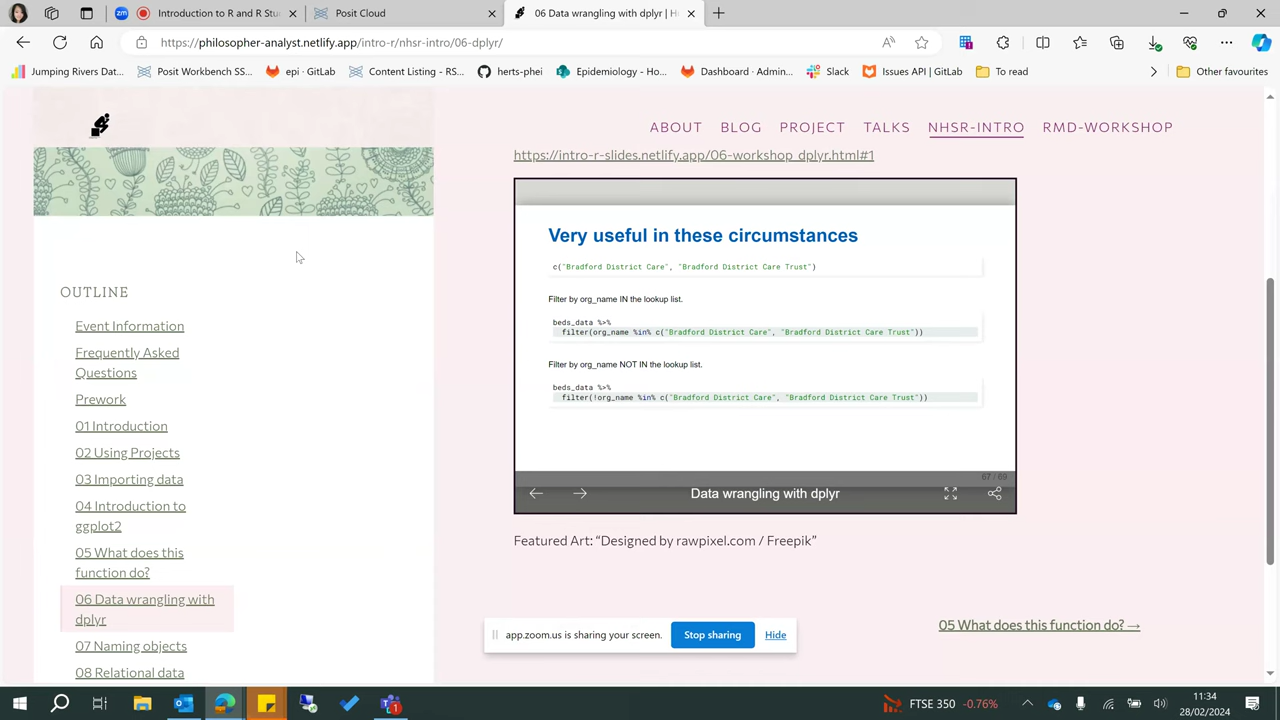 Introduction to R and R Stu
Posit Cloud
06 Data wrangling with dplyr | H
https://philosopher-analyst.netlify.app/intro-r/nhsr-intro/06-dplyr/
Jumping Rivers Dat...
Posit Workbench SS...
epi · GitLab
Content Listing - RS...
herts-phei
Epidemiology - Ho...
Dashboard · Admin...
Slack
Issues API | GitLab
To read
Other favourites
ABOUT BLOG PROJECT TALKS NHSR-INTRO RMD-WORKSHOP
https://intro-r-slides.netlify.app/06-workshop_dplyr.html#1
Very useful in these circumstances
c("Bradford District Care", "Bradford District Care Trust")
Filter by org_name IN the lookup list.
beds_data %>%
filter(org_name %in% c("Bradford District Care", "Bradford District Care Trust"))
Filter by org_name NOT IN the lookup list.
beds_data %>%
filter(!org_name %in% c("Bradford District Care", "Bradford District Care Trust"))
67 / 69
Data wrangling with dplyr
OUTLINE
Event Information
Frequently Asked
Questions
Prework
01 Introduction
02 Using Projects
03 Importing data
04 Introduction to
ggplot2
05 What does this
function do?
06 Data wrangling with
dplyr
07 Naming objects
08 Relational data
Featured Art: “Designed by rawpixel.com / Freepik”
05 What does this function do? →
app.zoom.us is sharing your screen.
Stop sharing
Hide
FTSE 350 -0.76%
11:34
28/02/2024